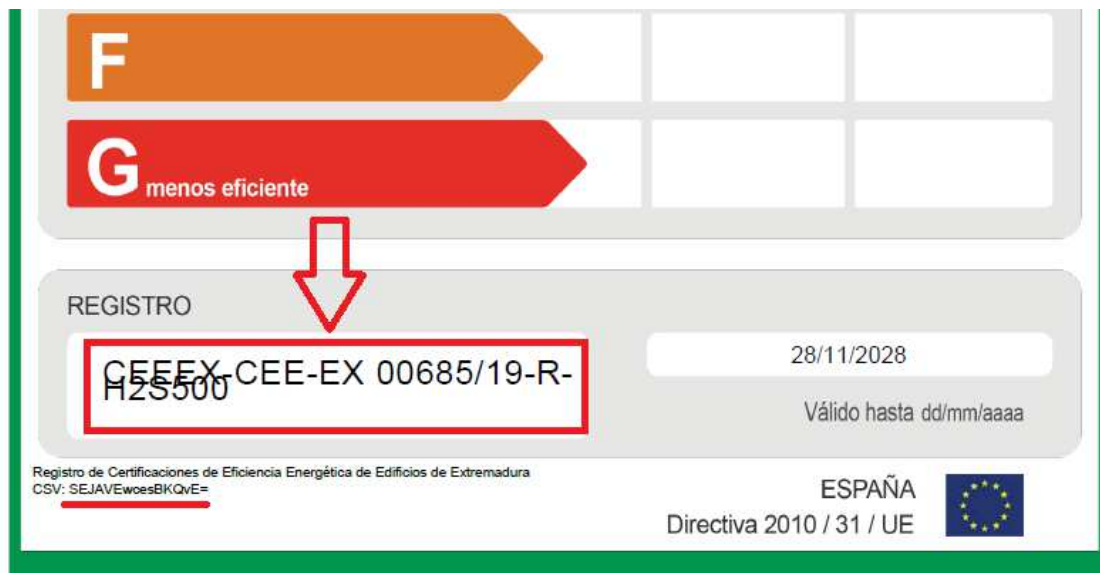 F
G menos eficiente
REGISTRO
CEEEX-CEE-EX 00685/19-R-
H2S500
28/11/2028
Válido hasta dd/mm/aaaa
Registro de Certificaciones de Eficiencia Energética de Edificios de Extremadura
CSV: SEJAVEwoesBKQvE=
ESPAÑA
Directiva 2010 / 31 / UE